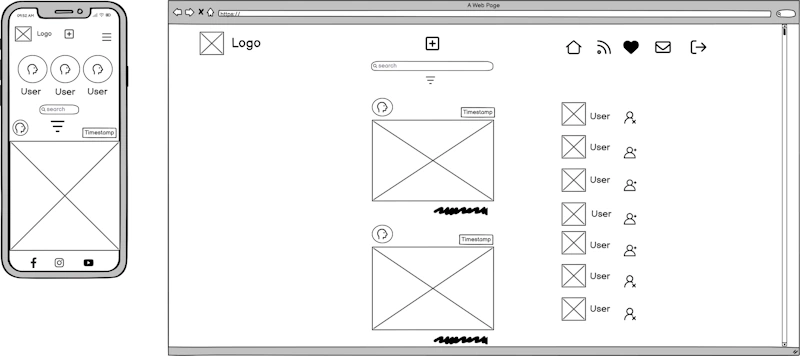 09:52 AM
Logo
User User User
search
Timestamp
A Web Page
https://
Logo
search
Timestamp
Timestamp
User
User
User
User
User
User
User